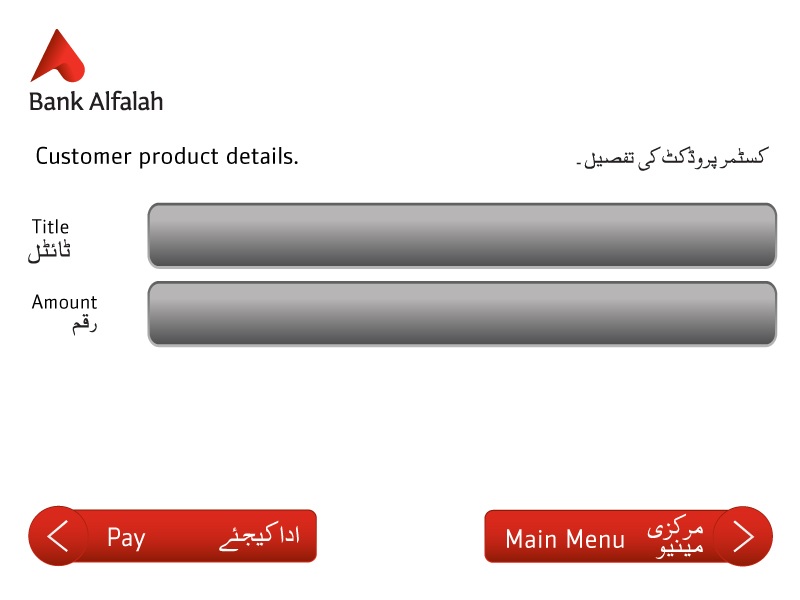 Bank Alfalah
Customer product details.
کسٹمر پروڈکٹ کی تفصیل۔
Title
ٹائٹل
Amount
رقم
Pay ادا کیجئے
Main Menu مرکزی مینیو